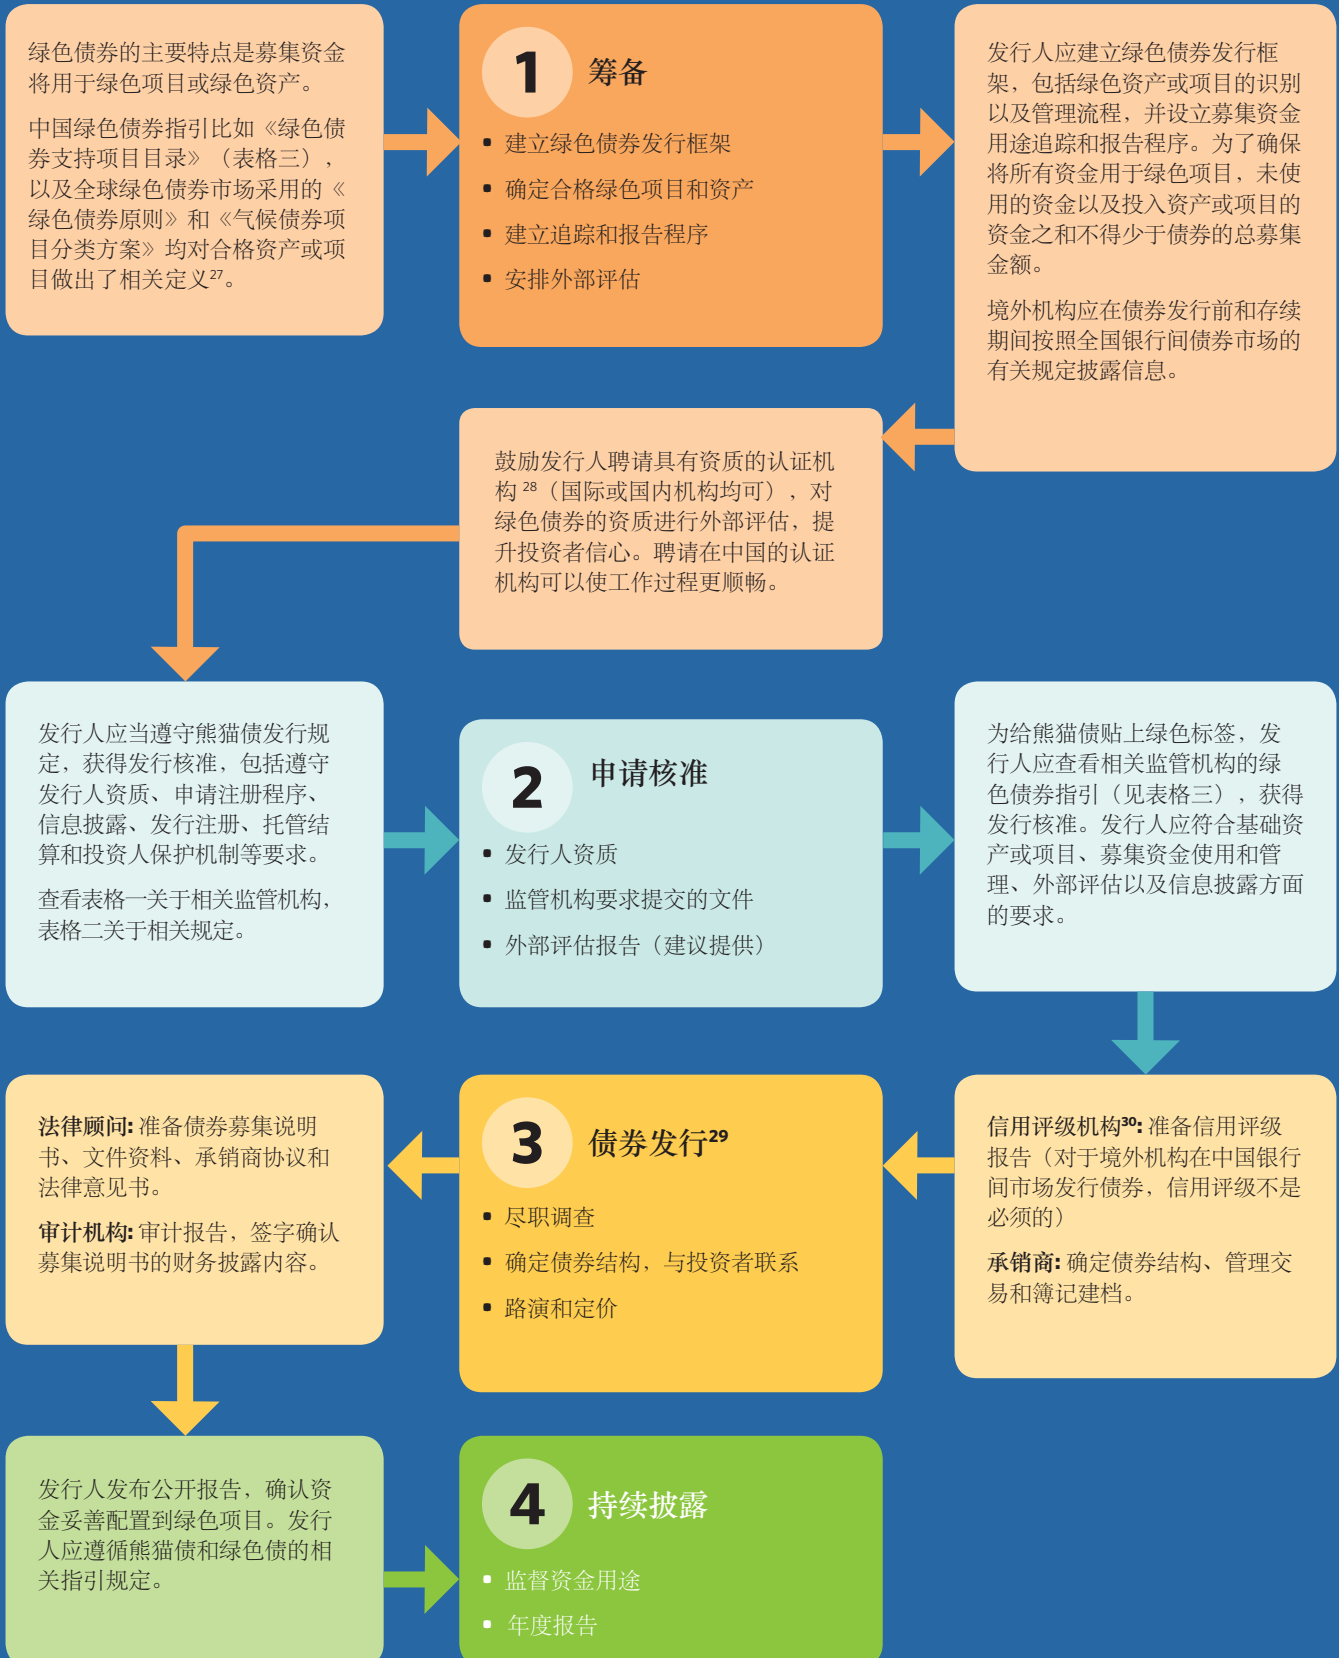 绿色债券的主要特点是募集资金
将用于绿色项目或绿色资产。
中国绿色债券指引比如《绿色债
券支持项目目录》（表格三），
以及全球绿色债券市场采用的《
绿色债券原则》和《气候债券项
目分类方案》均对合格资产或项
目做出了相关定义27。
1 筹备
▪ 建立绿色债券发行框架
▪ 确定合格绿色项目和资产
▪ 建立追踪和报告程序
▪ 安排外部评估
发行人应建立绿色债券发行框
架，包括绿色资产或项目的识别
以及管理流程，并设立募集资金
用途追踪和报告程序。为了确保
将所有资金用于绿色项目，未使
用的资金以及投入资产或项目的
资金之和不得少于债券的总募集
金额。
境外机构应在债券发行前和存续
期间按照全国银行间债券市场的
有关规定披露信息。
鼓励发行人聘请具有资质的认证机
构 28（国际或国内机构均可），对
绿色债券的资质进行外部评估，提
升投资者信心。聘请在中国的认证
机构可以使工作过程更顺畅。
发行人应当遵守熊猫债发行规
定，获得发行核准，包括遵守
发行人资质、申请注册程序、
信息披露、发行注册、托管结
算和投资人保护机制等要求。
查看表格一关于相关监管机构，
表格二关于相关规定。
2 申请核准
▪ 发行人资质
▪ 监管机构要求提交的文件
▪ 外部评估报告（建议提供）
为给熊猫债贴上绿色标签，发
行人应查看相关监管机构的绿
色债券指引（见表格三），获得
发行核准。发行人应符合基础资
产或项目、募集资金使用和管
理、外部评估以及信息披露方面
的要求。
信用评级机构30: 准备信用评级
报告（对于境外机构在中国银行
间市场发行债券，信用评级不是
必须的）
承销商: 确定债券结构、管理交
易和簿记建档。
3 债券发行29
▪ 尽职调查
▪ 确定债券结构，与投资者联系
▪ 路演和定价
法律顾问: 准备债券募集说明
书、文件资料、承销商协议和
法律意见书。
审计机构: 审计报告，签字确认
募集说明书的财务披露内容。
发行人发布公开报告，确认资
金妥善配置到绿色项目。发行
人应遵循熊猫债和绿色债的相
关指引规定。
4 持续披露
▪ 监督资金用途
▪ 年度报告